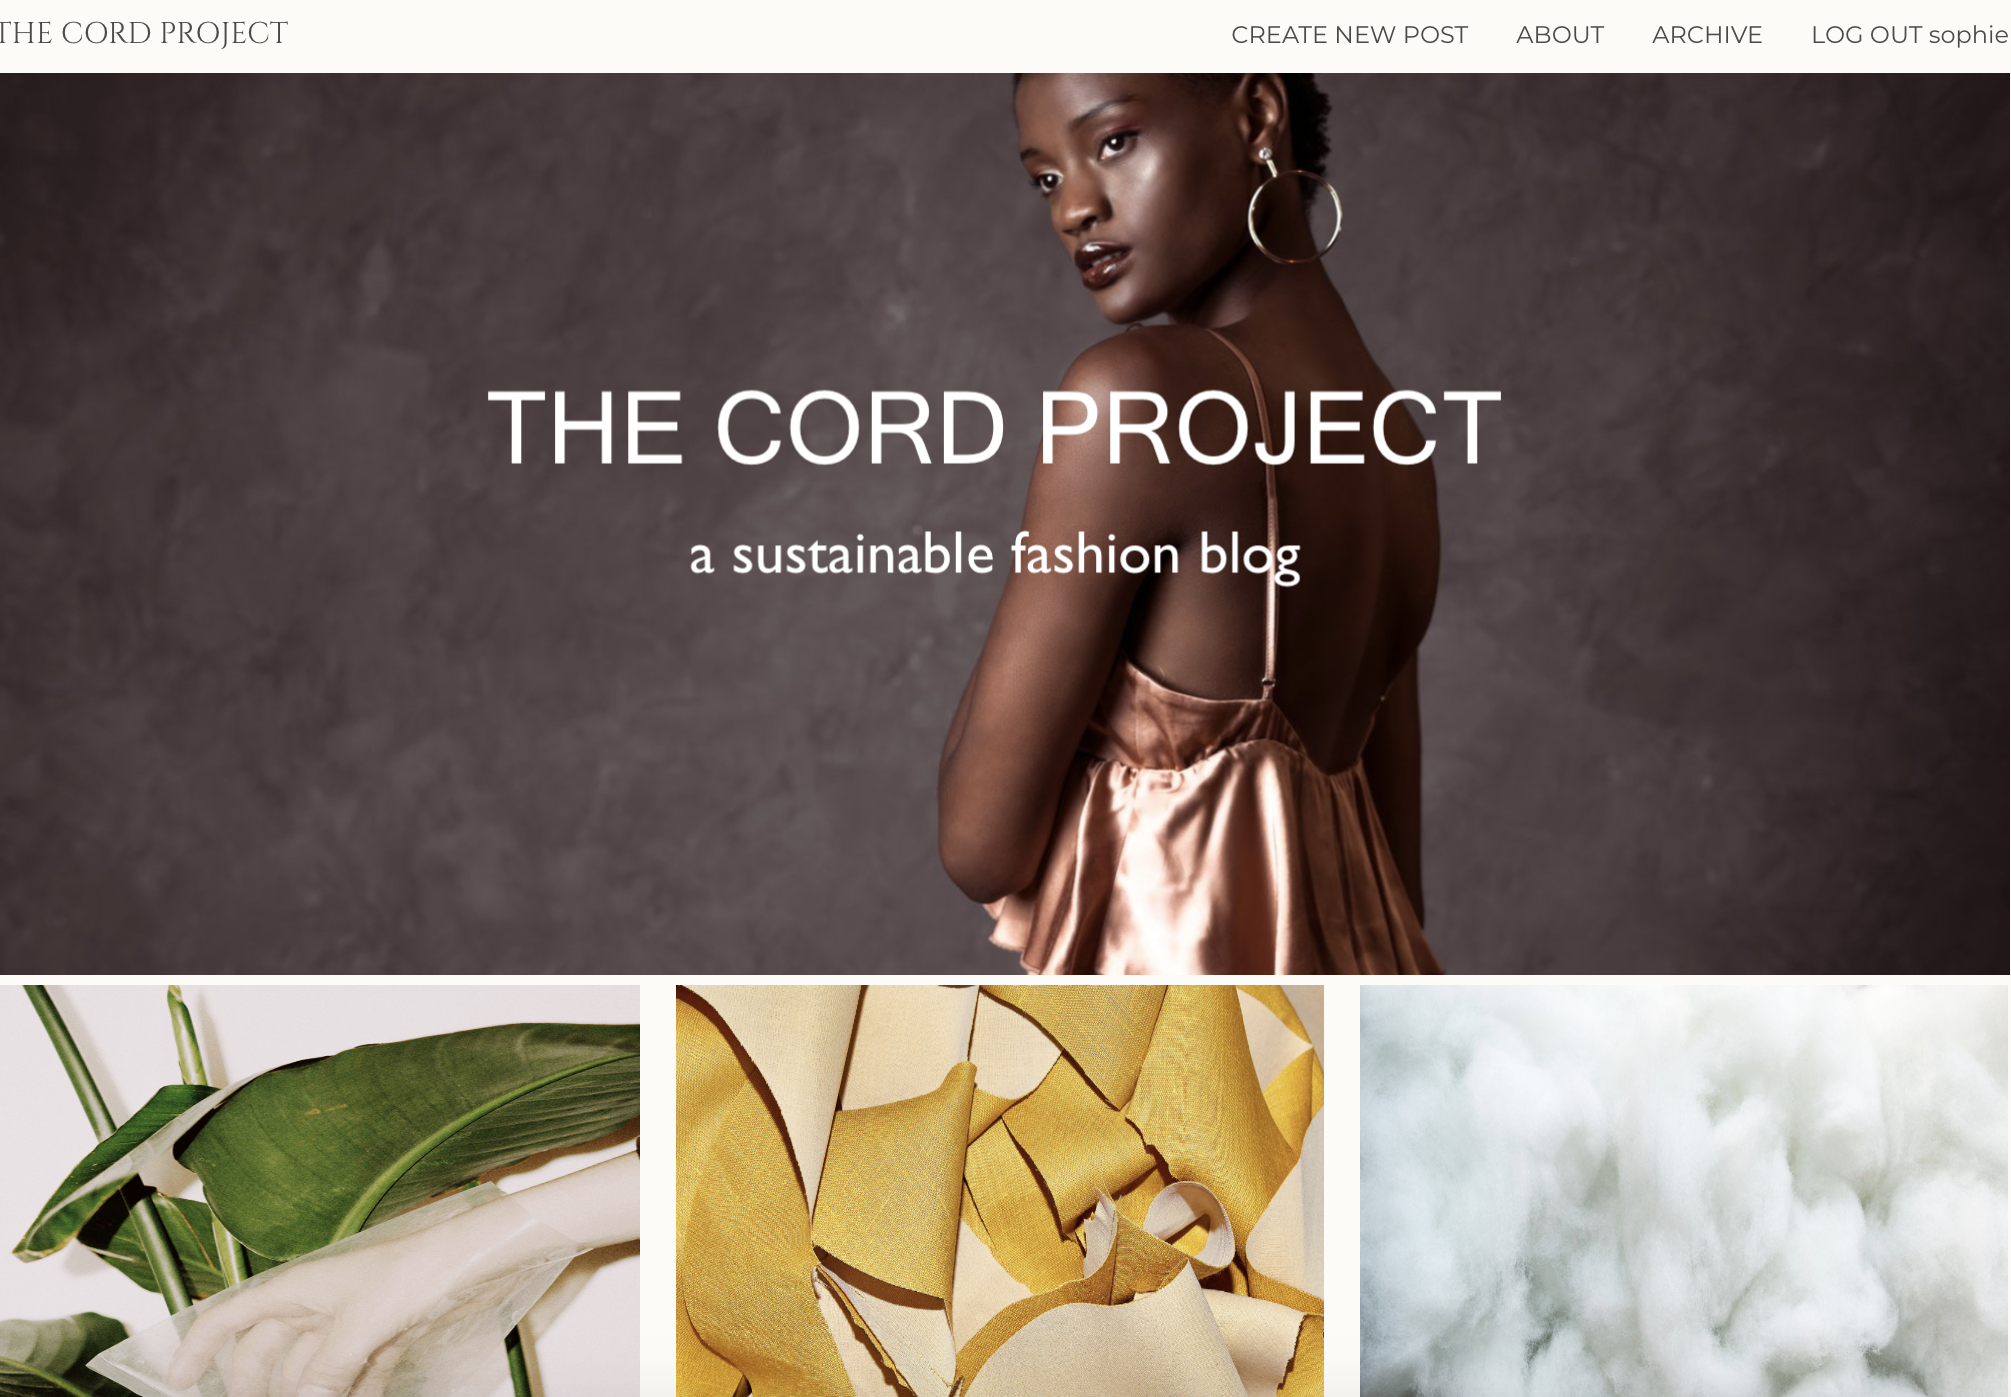 THE CORD PROJECT
CREATE NEW POST ABOUT ARCHIVE LOG OUT sophie
THE CORD PROJECT
a sustainable fashion blog